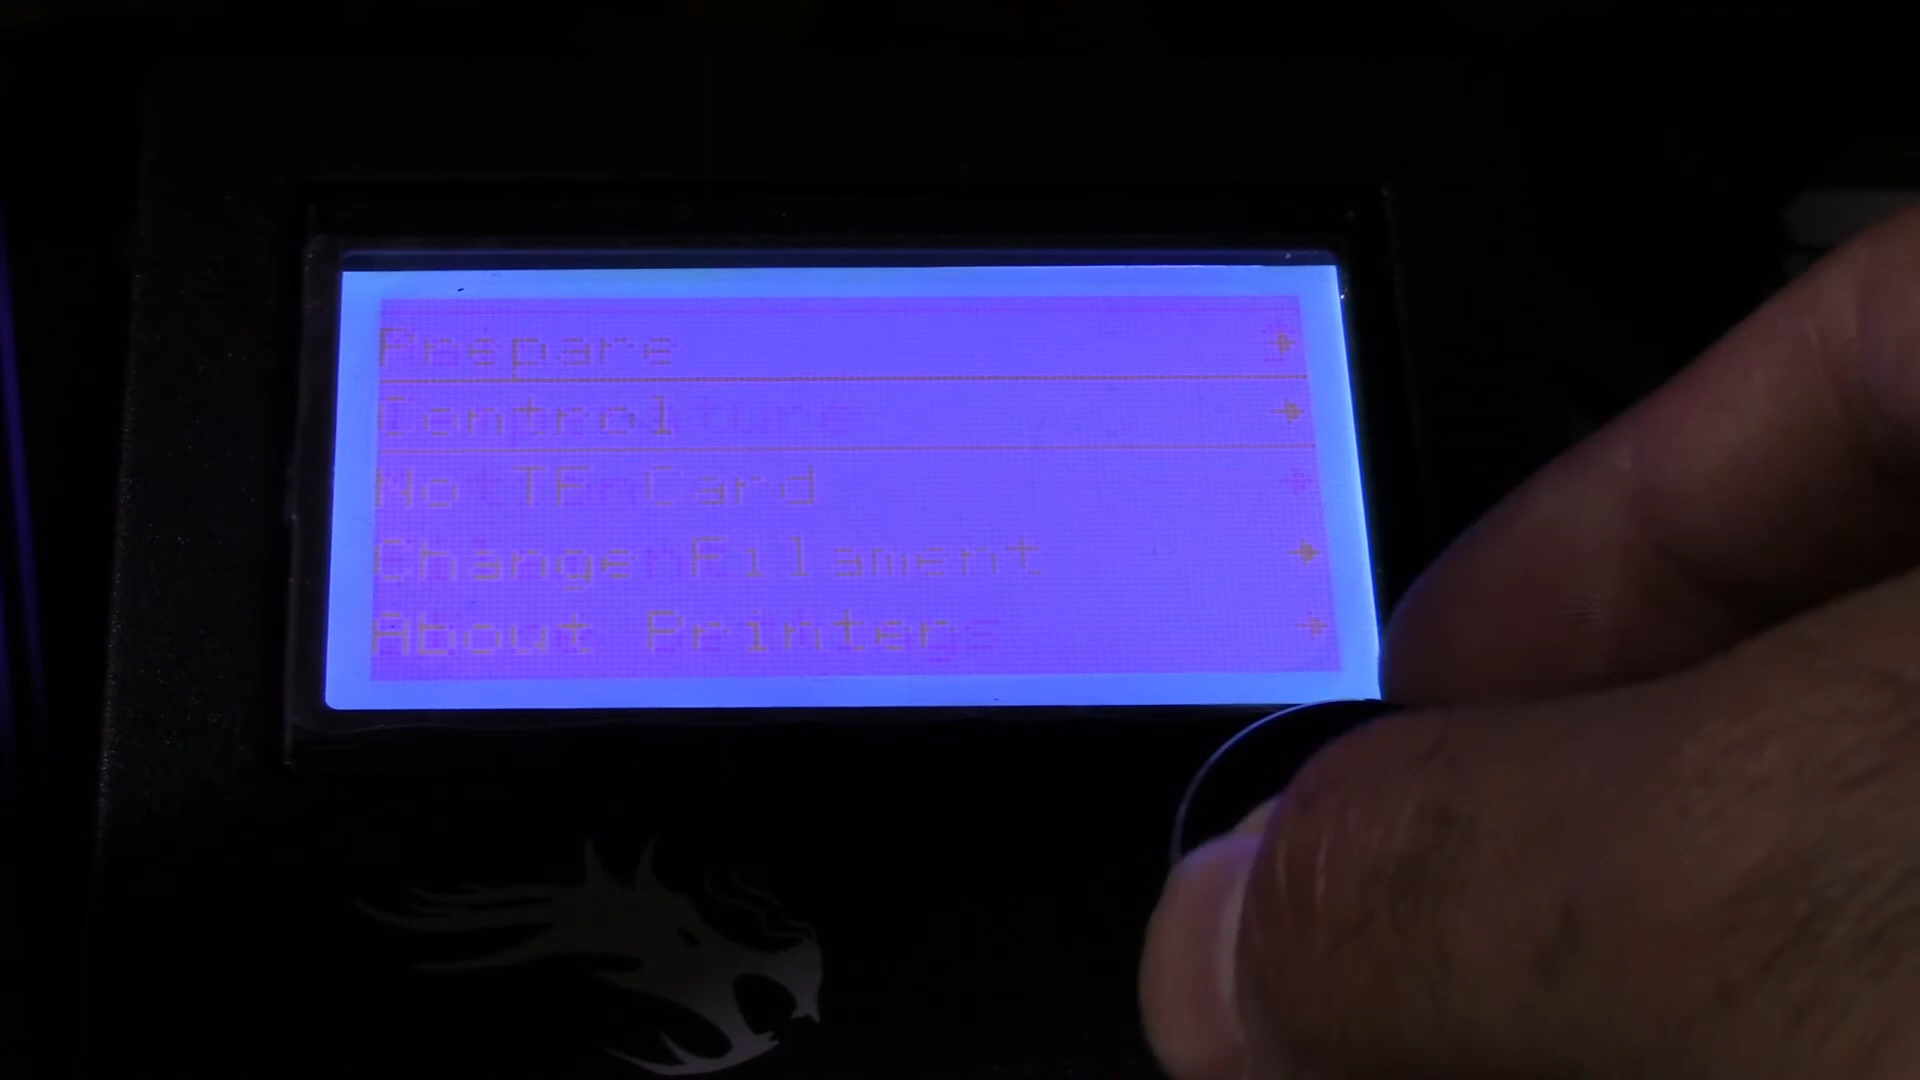 Prepare
Control
No TF Card
Change Filament
About Printer